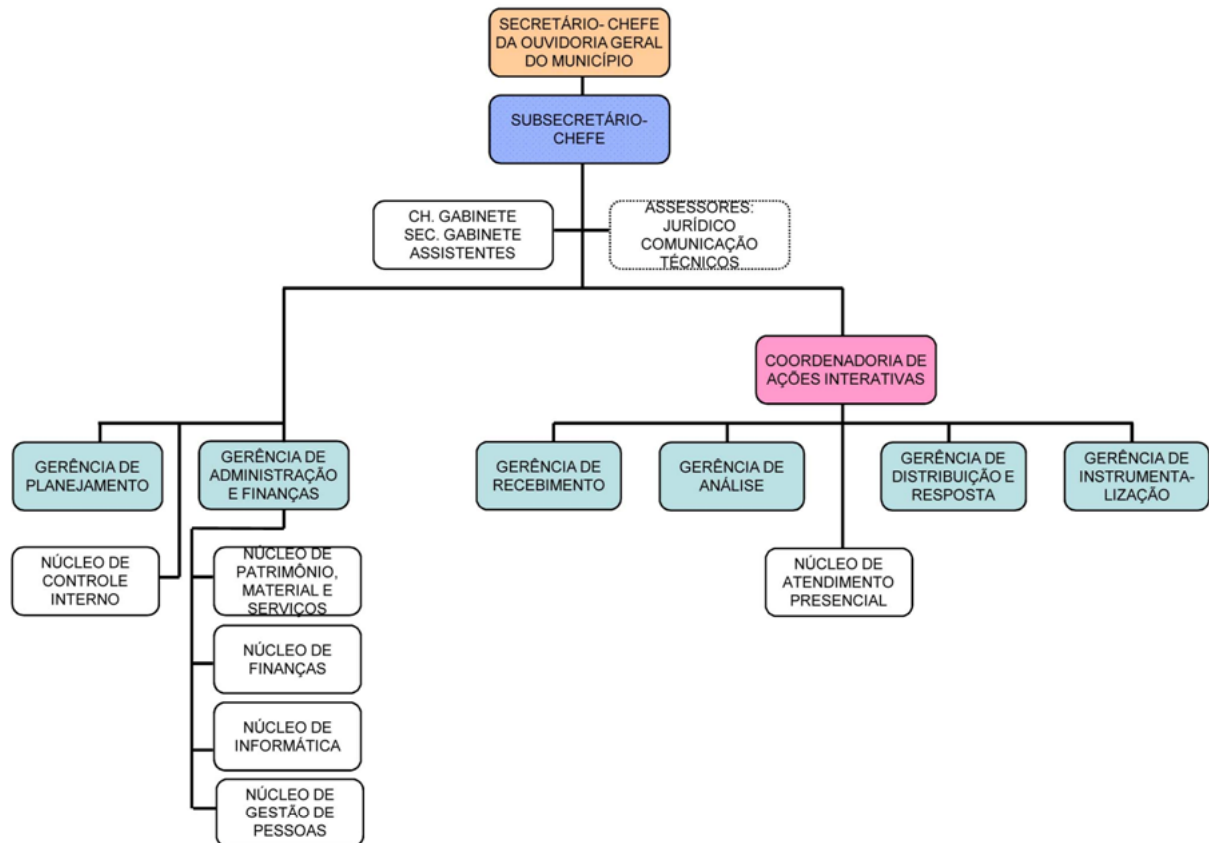 SECRETÁRIO- CHEFE
DA OUVIDORIA GERAL
DO MUNICÍPIO
SUBSECRETÁRIO-
CHEFE
CH. GABINETE
SEC. GABINETE
ASSISTENTES
ASSESSORES:
JURÍDICO
COMUNICAÇÃO
TÉCNICOS
COORDENADORIA DE
AÇÕES INTERATIVAS
GERÊNCIA DE
PLANEJAMENTO
GERÊNCIA DE
ADMINISTRAÇÃO
E FINANÇAS
GERÊNCIA DE
RECEBIMENTO
GERÊNCIA DE
ANÁLISE
GERÊNCIA DE
DISTRIBUIÇÃO E
RESPOSTA
GERÊNCIA DE
INSTRUMENTA-
LIZAÇÃO
NÚCLEO DE
CONTROLE
INTERNO
NÚCLEO DE
PATRIMÔNIO,
MATERIAL E
SERVIÇOS
NÚCLEO DE
ATENDIMENTO
PRESENCIAL
NÚCLEO DE
FINANÇAS
NÚCLEO DE
INFORMÁTICA
NÚCLEO DE
GESTÃO DE
PESSOAS